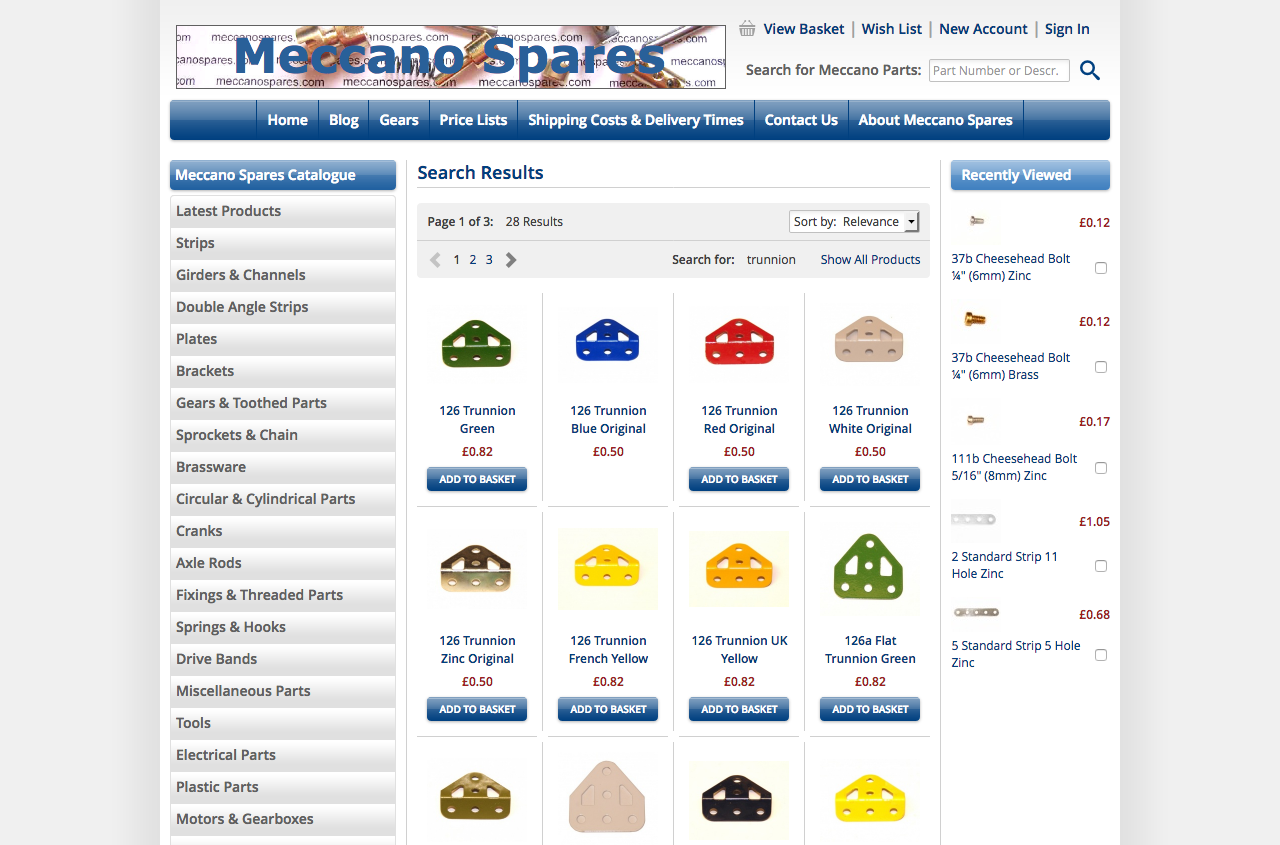 Meccano Spares
View Basket | Wish List | New Account | Sign In
Search for Meccano Parts: Part Number or Descr.
Home
Blog
Gears
Price Lists
Shipping Costs & Delivery Times
Contact Us
About Meccano Spares
Meccano Spares Catalogue
Latest Products
Strips
Girders & Channels
Double Angle Strips
Plates
Brackets
Gears & Toothed Parts
Sprockets & Chain
Brassware
Circular & Cylindrical Parts
Cranks
Axle Rods
Fixings & Threaded Parts
Springs & Hooks
Drive Bands
Miscellaneous Parts
Tools
Electrical Parts
Plastic Parts
Motors & Gearboxes
Search Results
Page 1 of 3: 28 Results
Sort by: Relevance
1 2 3
Search for: trunnion Show All Products
126 Trunnion
Green
£0.82
ADD TO BASKET
126 Trunnion
Blue Original
£0.50
126 Trunnion
Red Original
£0.50
ADD TO BASKET
126 Trunnion
White Original
£0.50
ADD TO BASKET
126 Trunnion
Zinc Original
£0.50
ADD TO BASKET
126 Trunnion
French Yellow
£0.82
ADD TO BASKET
126 Trunnion UK
Yellow
£0.82
ADD TO BASKET
126a Flat
Trunnion Green
£0.82
ADD TO BASKET
Recently Viewed
£0.12
37b Cheesehead Bolt
¼" (6mm) Zinc
£0.12
37b Cheesehead Bolt
¼" (6mm) Brass
£0.17
111b Cheesehead Bolt
5/16" (8mm) Zinc
£1.05
2 Standard Strip 11
Hole Zinc
£0.68
5 Standard Strip 5 Hole
Zinc